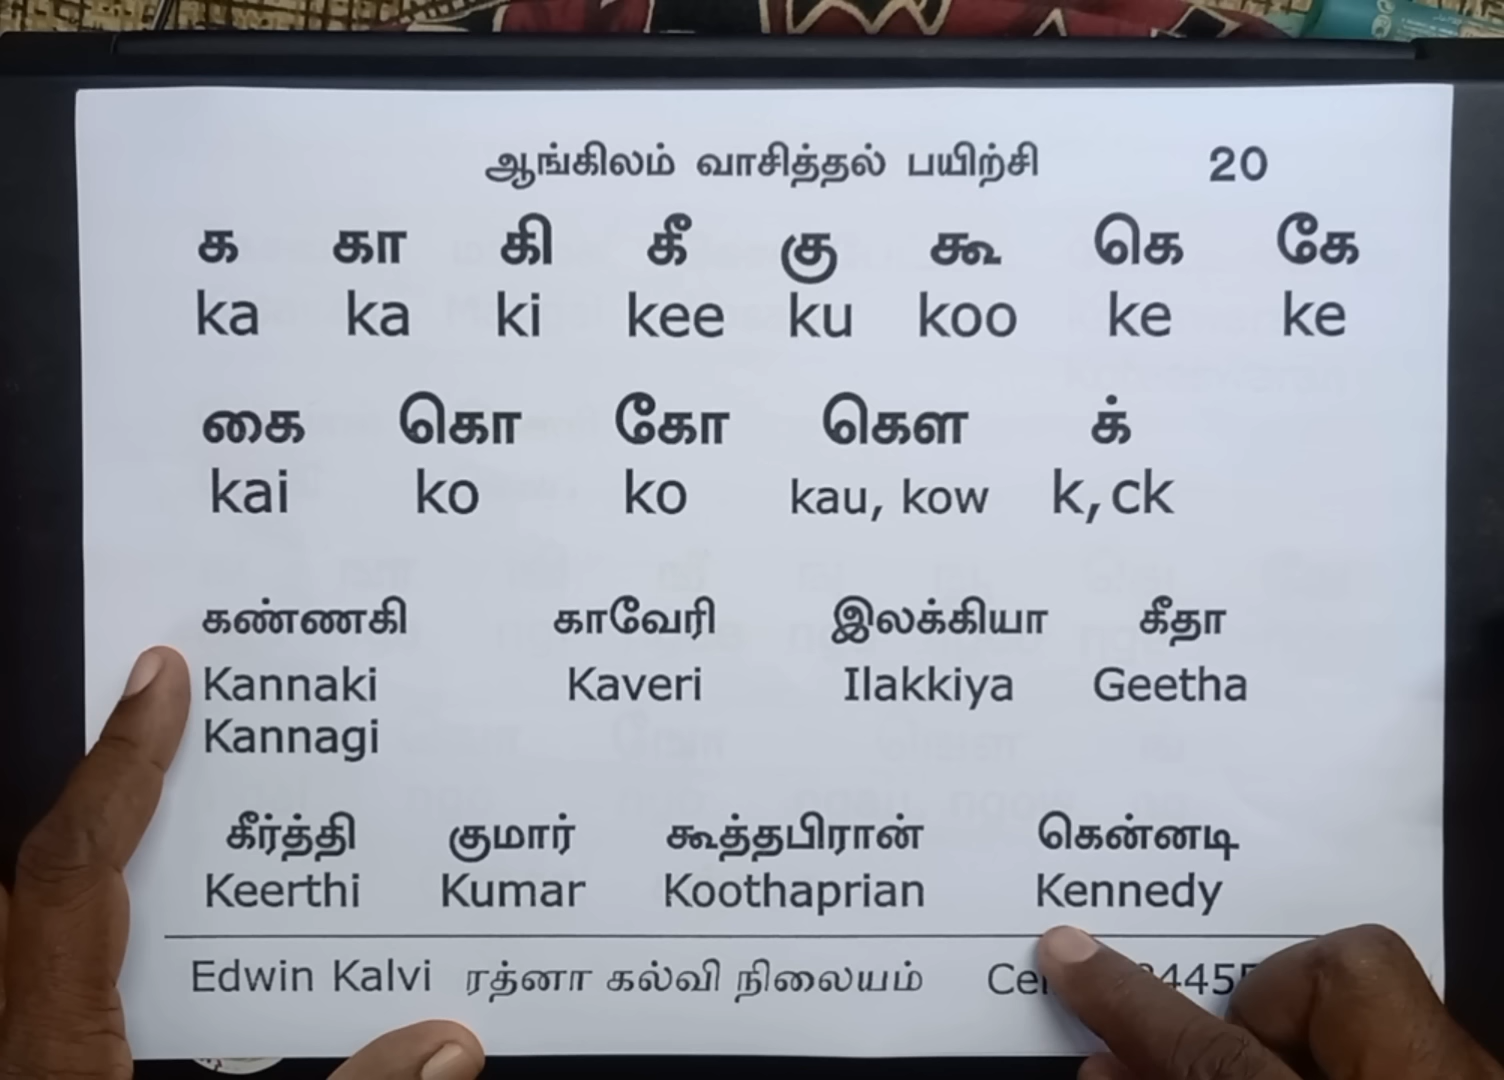 ஆங்கிலம் வாசித்தல் பயிற்சி 20
க கா கி கீ கு கூ கெ கே
ka ka ki kee ku koo ke ke
கை கொ கோ கௌ க்
kai ko ko kau, kow k, ck
கண்ணகி காவேரி இலக்கியா கீதா
Kannaki Kaveri Ilakkiya Geetha
Kannagi
கீர்த்தி குமார் கூத்தபிரான் கென்னடி
Keerthi Kumar Koothaprian Kennedy
Edwin Kalvi ரத்னா கல்வி நிலையம்